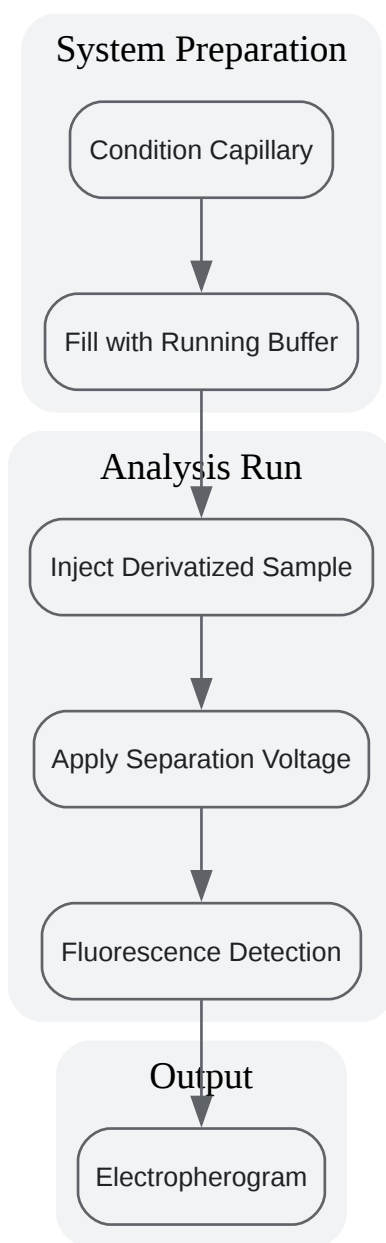 System Preparation
Condition Capillary
Fill with Running Buffer
Analysis Run
Inject Derivatized Sample
Apply Separation Voltage
Fluorescence Detection
Output
Electropherogram